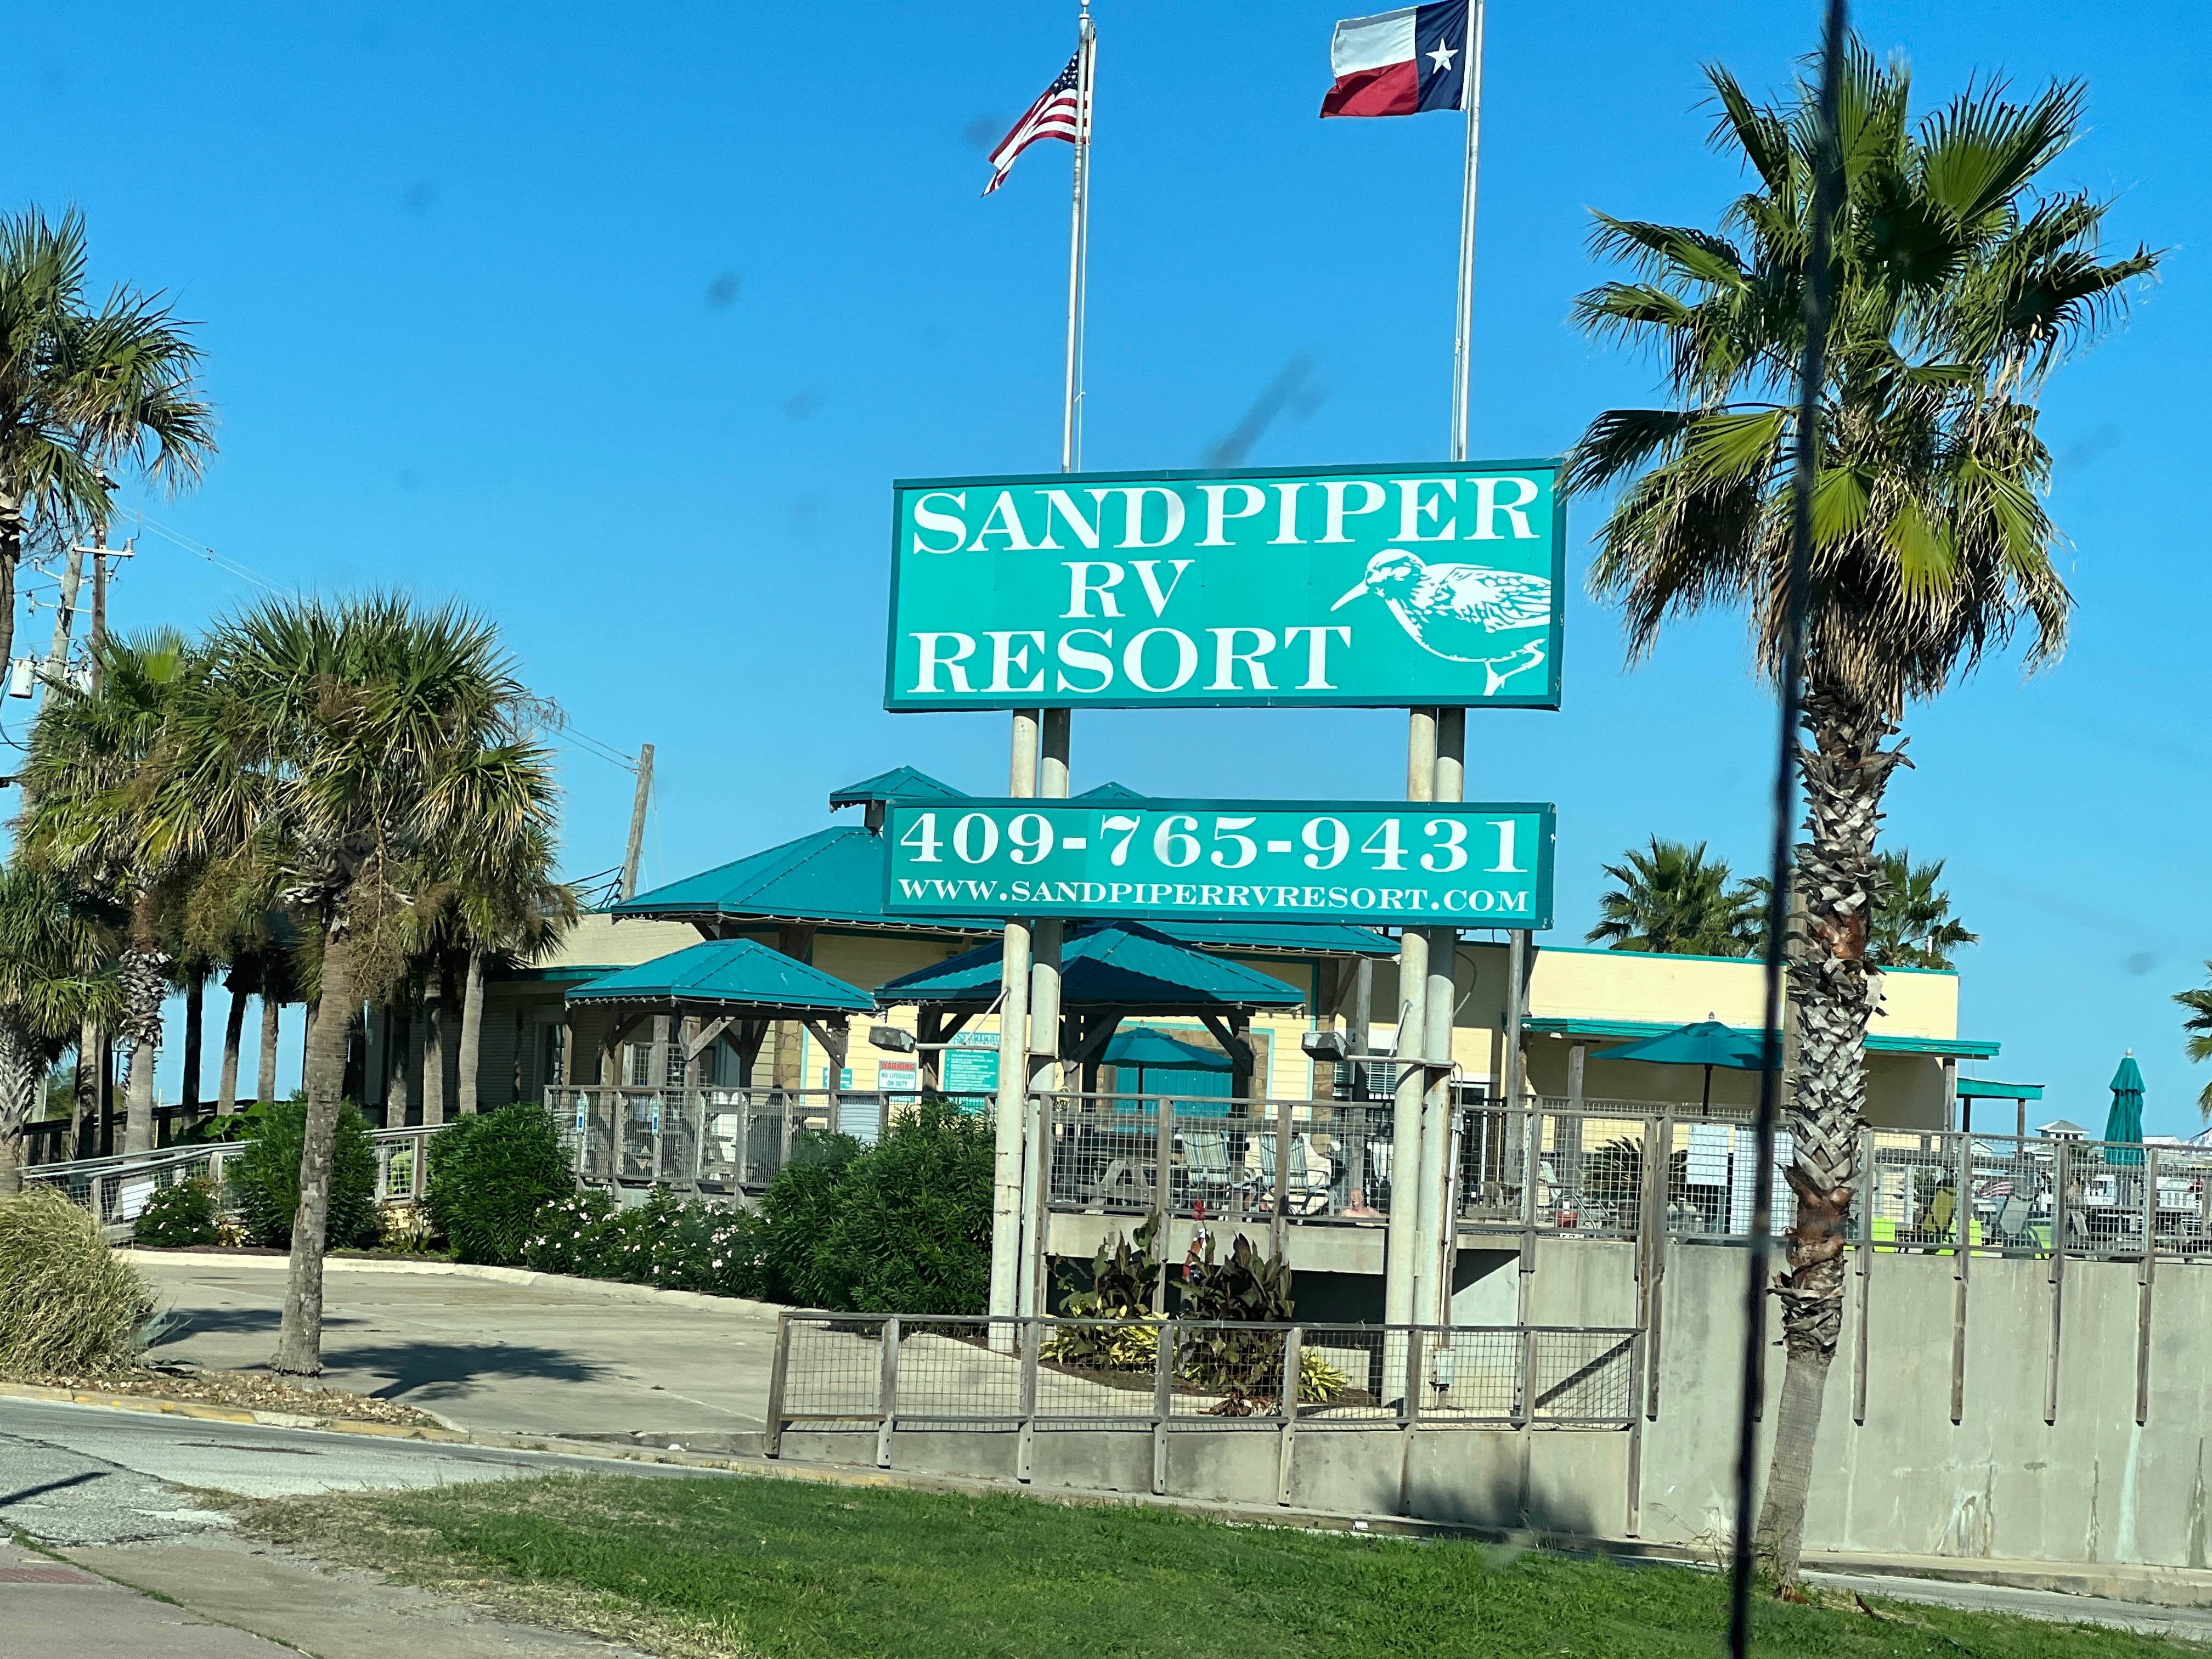 SANDPIPER
RV
RESORT
409-765-9431
WWW.SANDPIPERRVRESORT.COM
WARNING
NO LIFEGUARD
ON DUTY